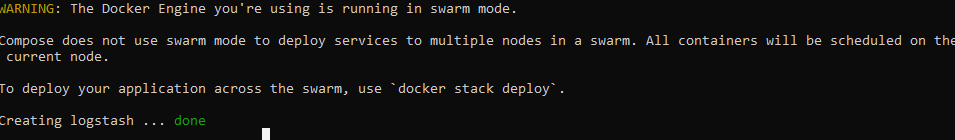 WARNING: The Docker Engine you're using is running in swarm mode.
Compose does not use swarm mode to deploy services to multiple nodes in a swarm. All containers will be scheduled on the
current node.
To deploy your application across the swarm, use `docker stack deploy`.
Creating logstash ... done